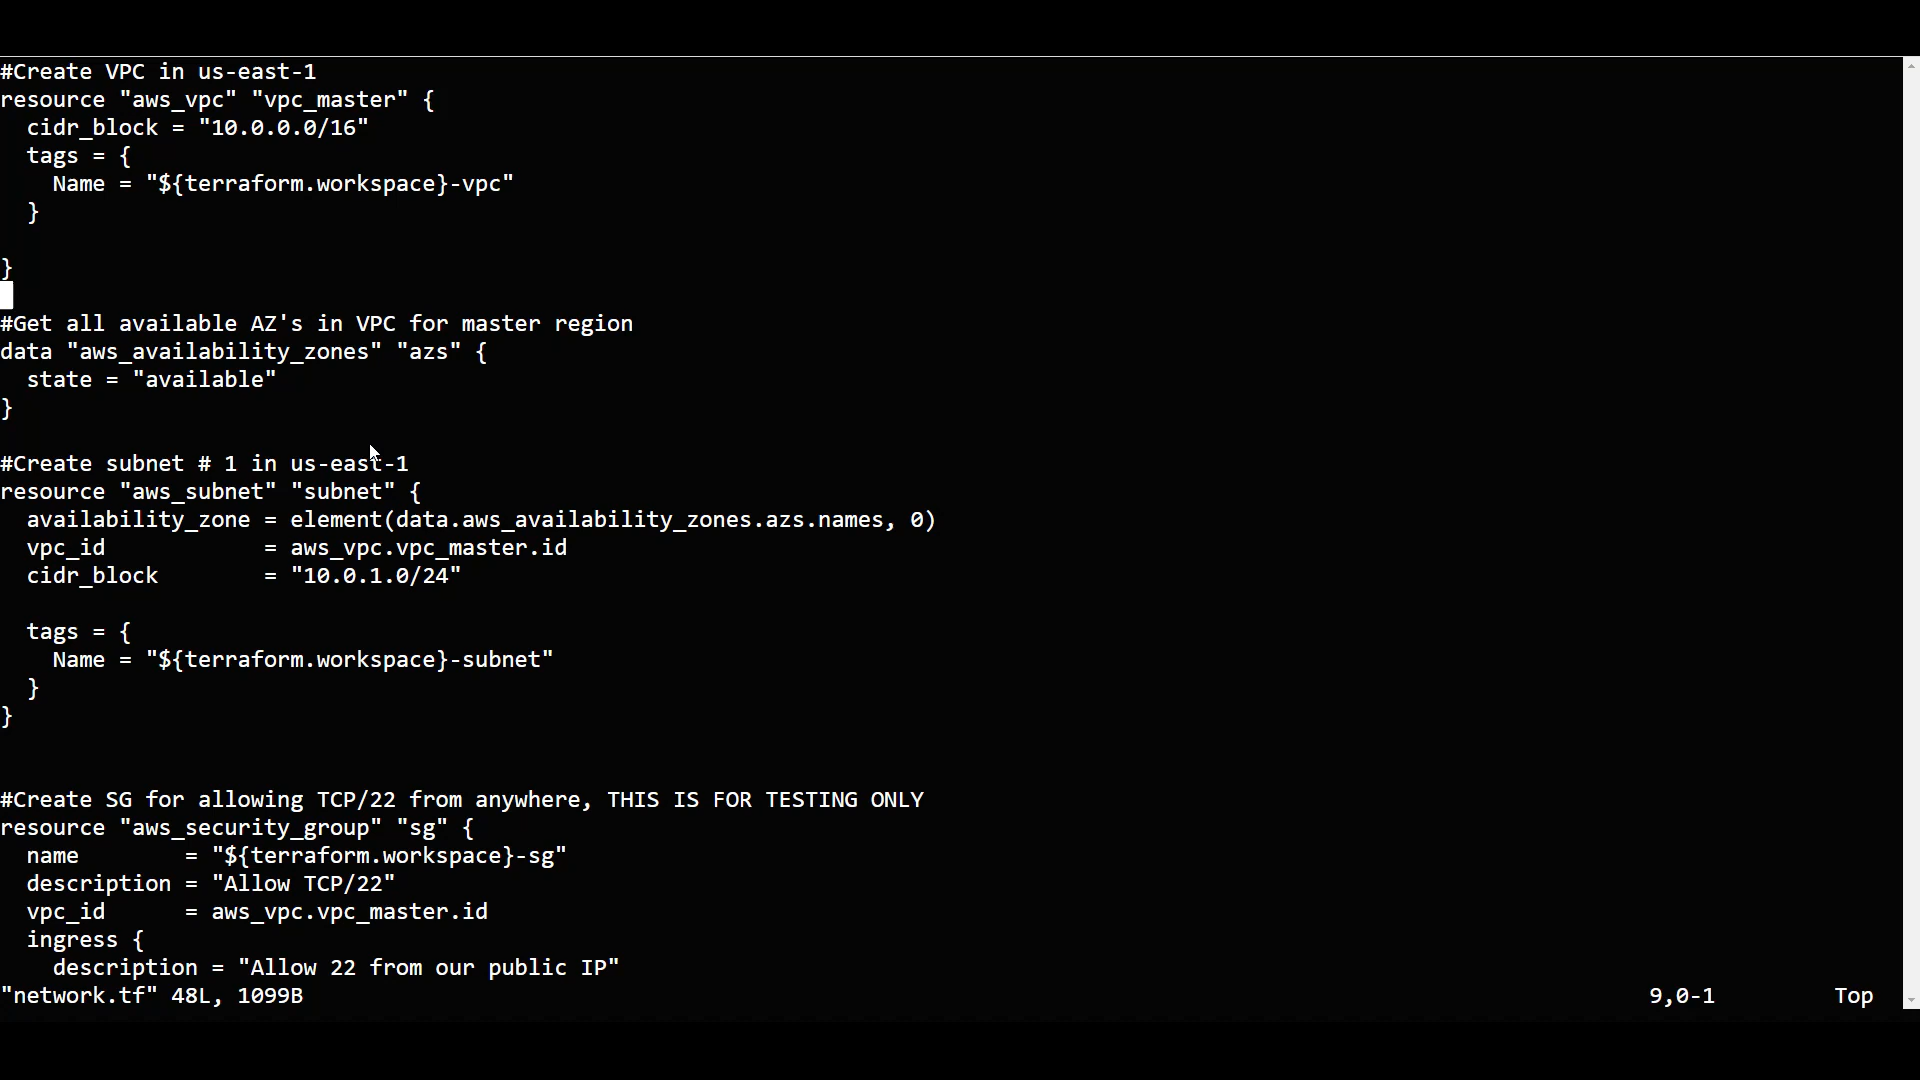 #Create VPC in us-east-1
resource "aws_vpc" "vpc_master" {
  cidr_block = "10.0.0.0/16"
  tags = {
    Name = "${terraform.workspace}-vpc"
  }

}

#Get all available AZ's in VPC for master region
data "aws_availability_zones" "azs" {
  state = "available"
}

#Create subnet # 1 in us-east-1
resource "aws_subnet" "subnet" {
  availability_zone = element(data.aws_availability_zones.azs.names, 0)
  vpc_id            = aws_vpc.vpc_master.id
  cidr_block        = "10.0.1.0/24"

  tags = {
    Name = "${terraform.workspace}-subnet"
  }
}


#Create SG for allowing TCP/22 from anywhere, THIS IS FOR TESTING ONLY
resource "aws_security_group" "sg" {
  name        = "${terraform.workspace}-sg"
  description = "Allow TCP/22"
  vpc_id      = aws_vpc.vpc_master.id
  ingress {
    description = "Allow 22 from our public IP"
"network.tf" 48L, 1099B 9,0-1 Top